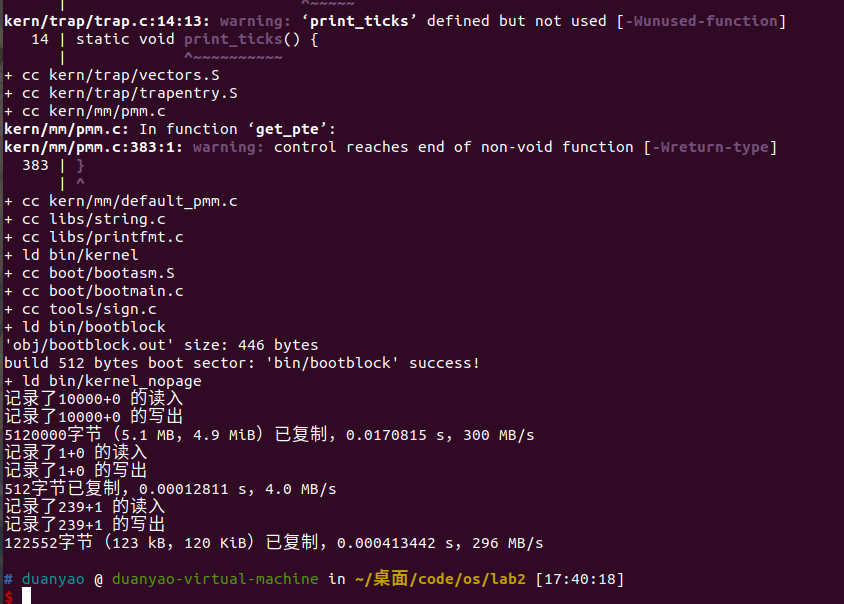 | ^~~~~~
kern/trap/trap.c:14:13: warning: ‘print_ticks’ defined but not used [-Wunused-function]
14 | static void print_ticks() {
| ^~~~~~~~~~~
+ cc kern/trap/vectors.S
+ cc kern/trap/trapentry.S
+ cc kern/mm/pmm.c
kern/mm/pmm.c: In function ‘get_pte’:
kern/mm/pmm.c:383:1: warning: control reaches end of non-void function [-Wreturn-type]
383 | }
| ^
+ cc kern/mm/default_pmm.c
+ cc libs/string.c
+ cc libs/printfmt.c
+ ld bin/kernel
+ cc boot/bootasm.S
+ cc boot/bootmain.c
+ cc tools/sign.c
+ ld bin/bootblock
'obj/bootblock.out' size: 446 bytes
build 512 bytes boot sector: 'bin/bootblock' success!
+ ld bin/kernel_nopage
记录了10000+0 的读入
记录了10000+0 的写出
5120000字节（5.1 MB，4.9 MiB）已复制，0.0170815 s，300 MB/s
记录了1+0 的读入
记录了1+0 的写出
512字节已复制，0.00012811 s，4.0 MB/s
记录了239+1 的读入
记录了239+1 的写出
122552字节（123 kB，120 KiB）已复制，0.000413442 s，296 MB/s
# duanyao @ duanyao-virtual-machine in ~/桌面/code/os/lab2 [17:40:18]
$